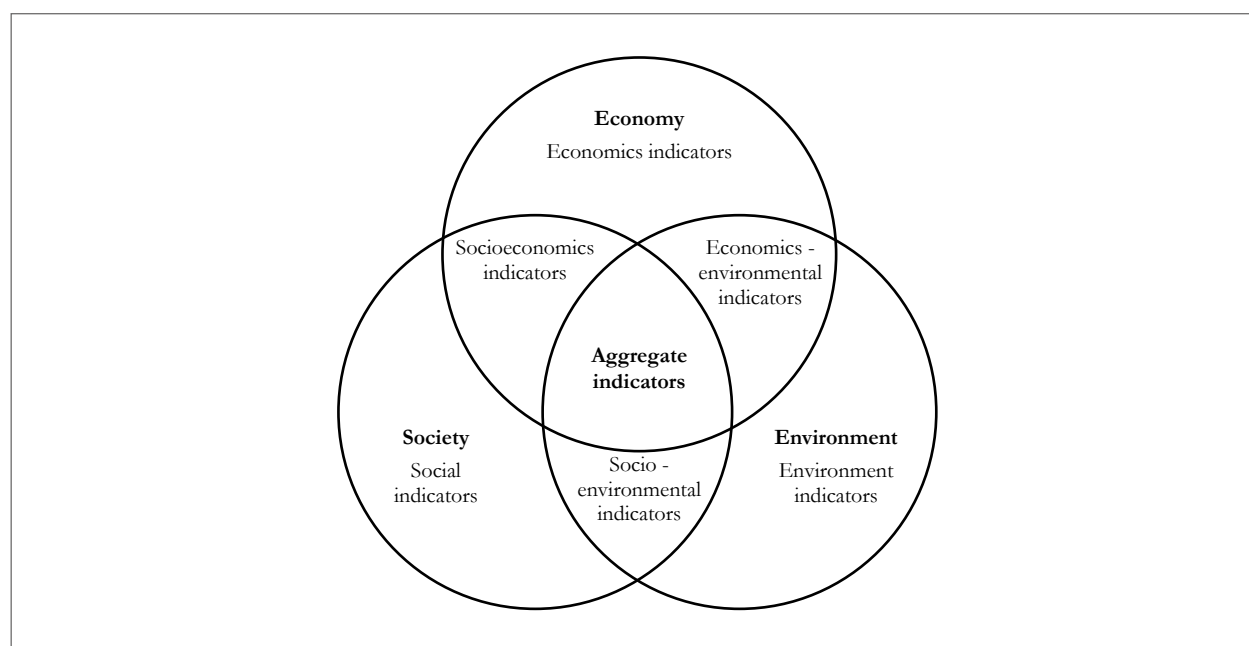 Economy
Economics indicators
Socioeconomics
indicators
Economics -
environmental
indicators
Aggregate
indicators
Society
Social
indicators
Socio -
environmental
indicators
Environment
Environment
indicators